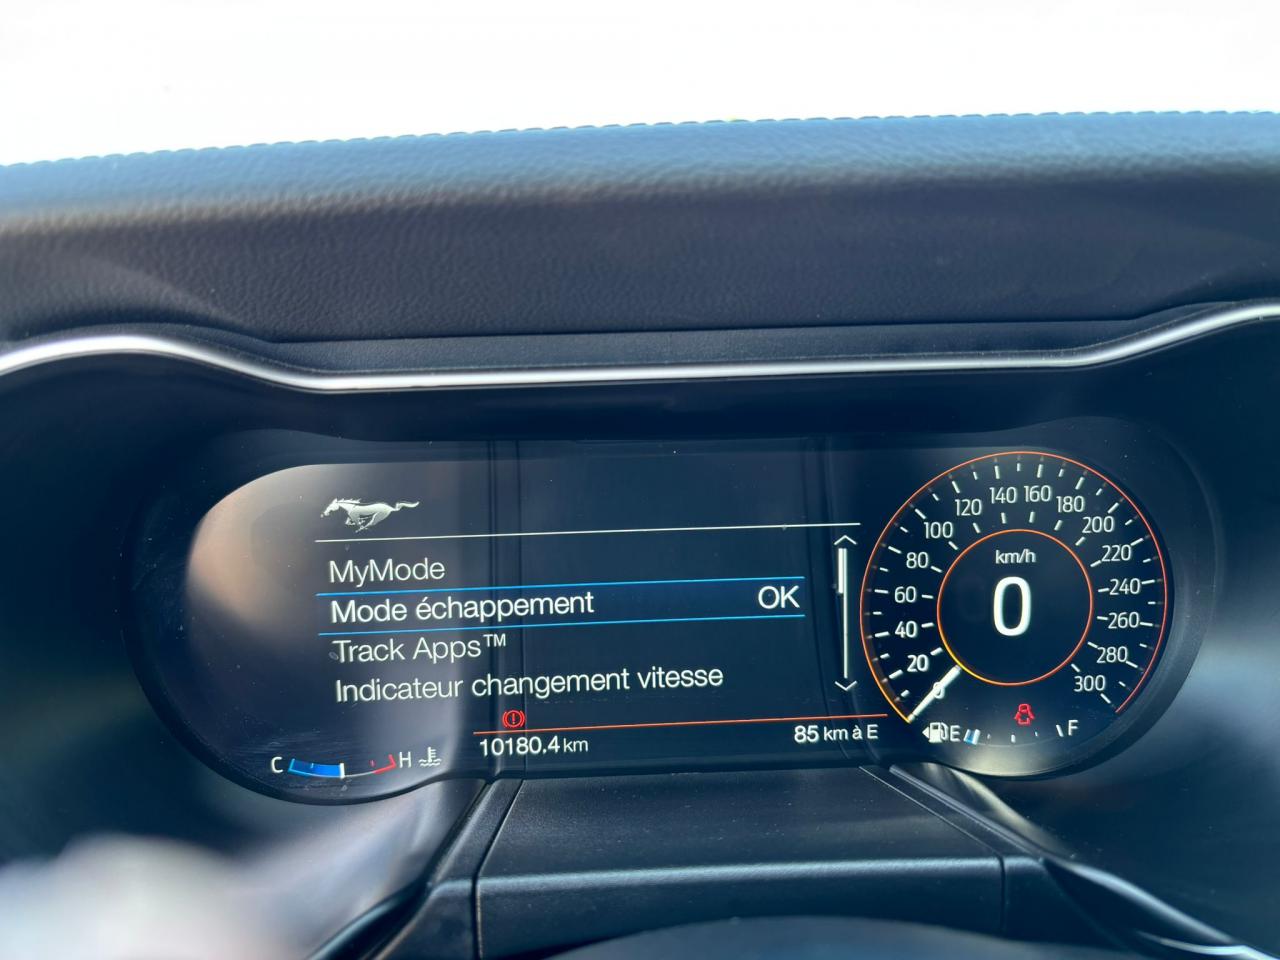 MyMode
Mode échappement OK
Track Apps™
Indicateur changement vitesse
10180.4 km
85 km à E
C H
km/h
0
0 20 40 60 80 100 120 140 160 180 200 220 240 260 280 300
E F